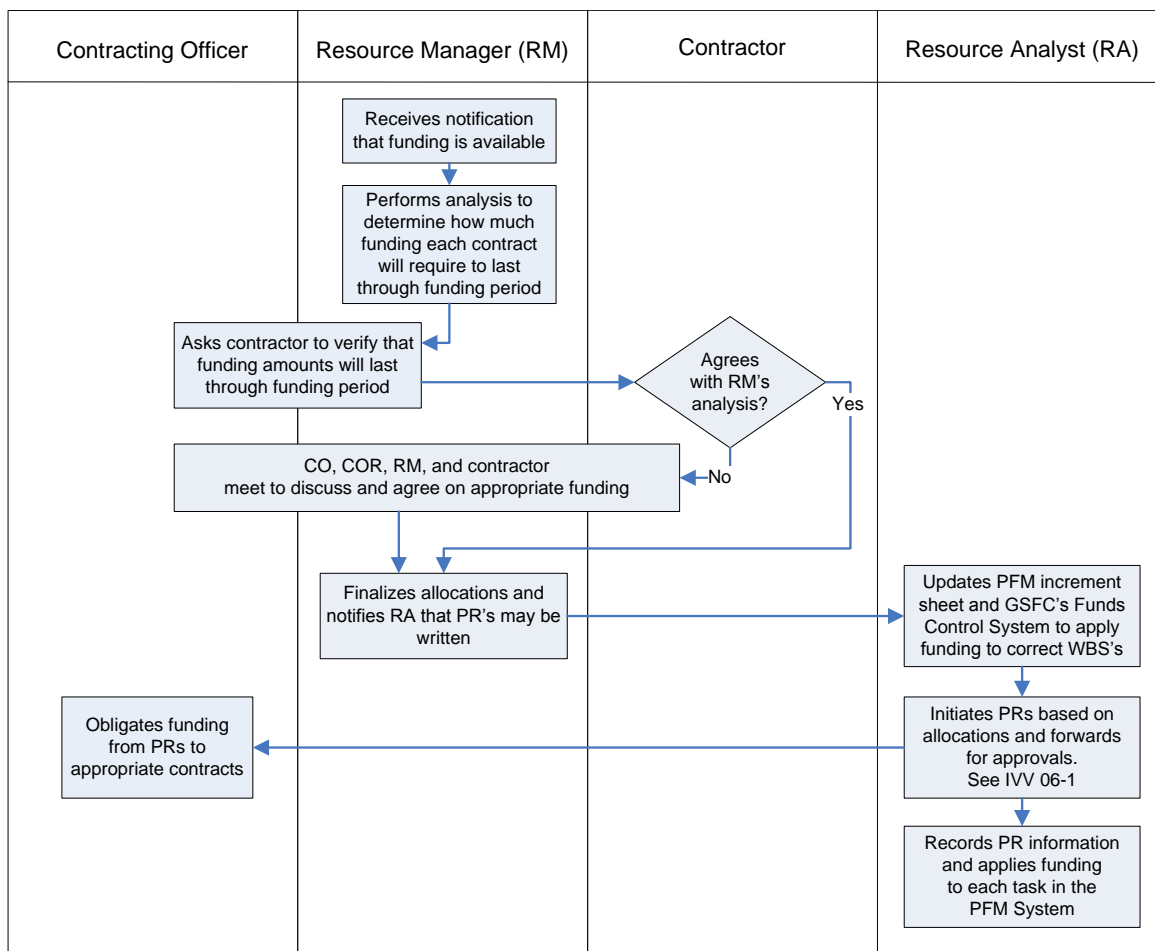 Contracting Officer
Resource Manager (RM)
Contractor
Resource Analyst (RA)
Receives notification
that funding is available
Performs analysis to
determine how much
funding each contract
will require to last
through funding period
Asks contractor to verify that
funding amounts will last
through funding period
Agrees
with RM's
analysis?
Yes
No
CO, COR, RM, and contractor
meet to discuss and agree on appropriate funding
Finalizes allocations and
notifies RA that PR's may be
written
Updates PFM increment
sheet and GSFC's Funds
Control System to apply
funding to correct WBS's
Initiates PRs based on
allocations and forwards
for approvals.
See IVV 06-1
Obligates funding
from PRs to
appropriate contracts
Records PR information
and applies funding
to each task in the
PFM System